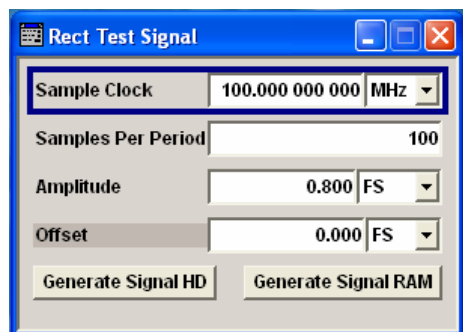 Rect Test Signal
Sample Clock 100.000 000 000 MHz
Samples Per Period 100
Amplitude 0.800 FS
Offset 0.000 FS
Generate Signal HD Generate Signal RAM